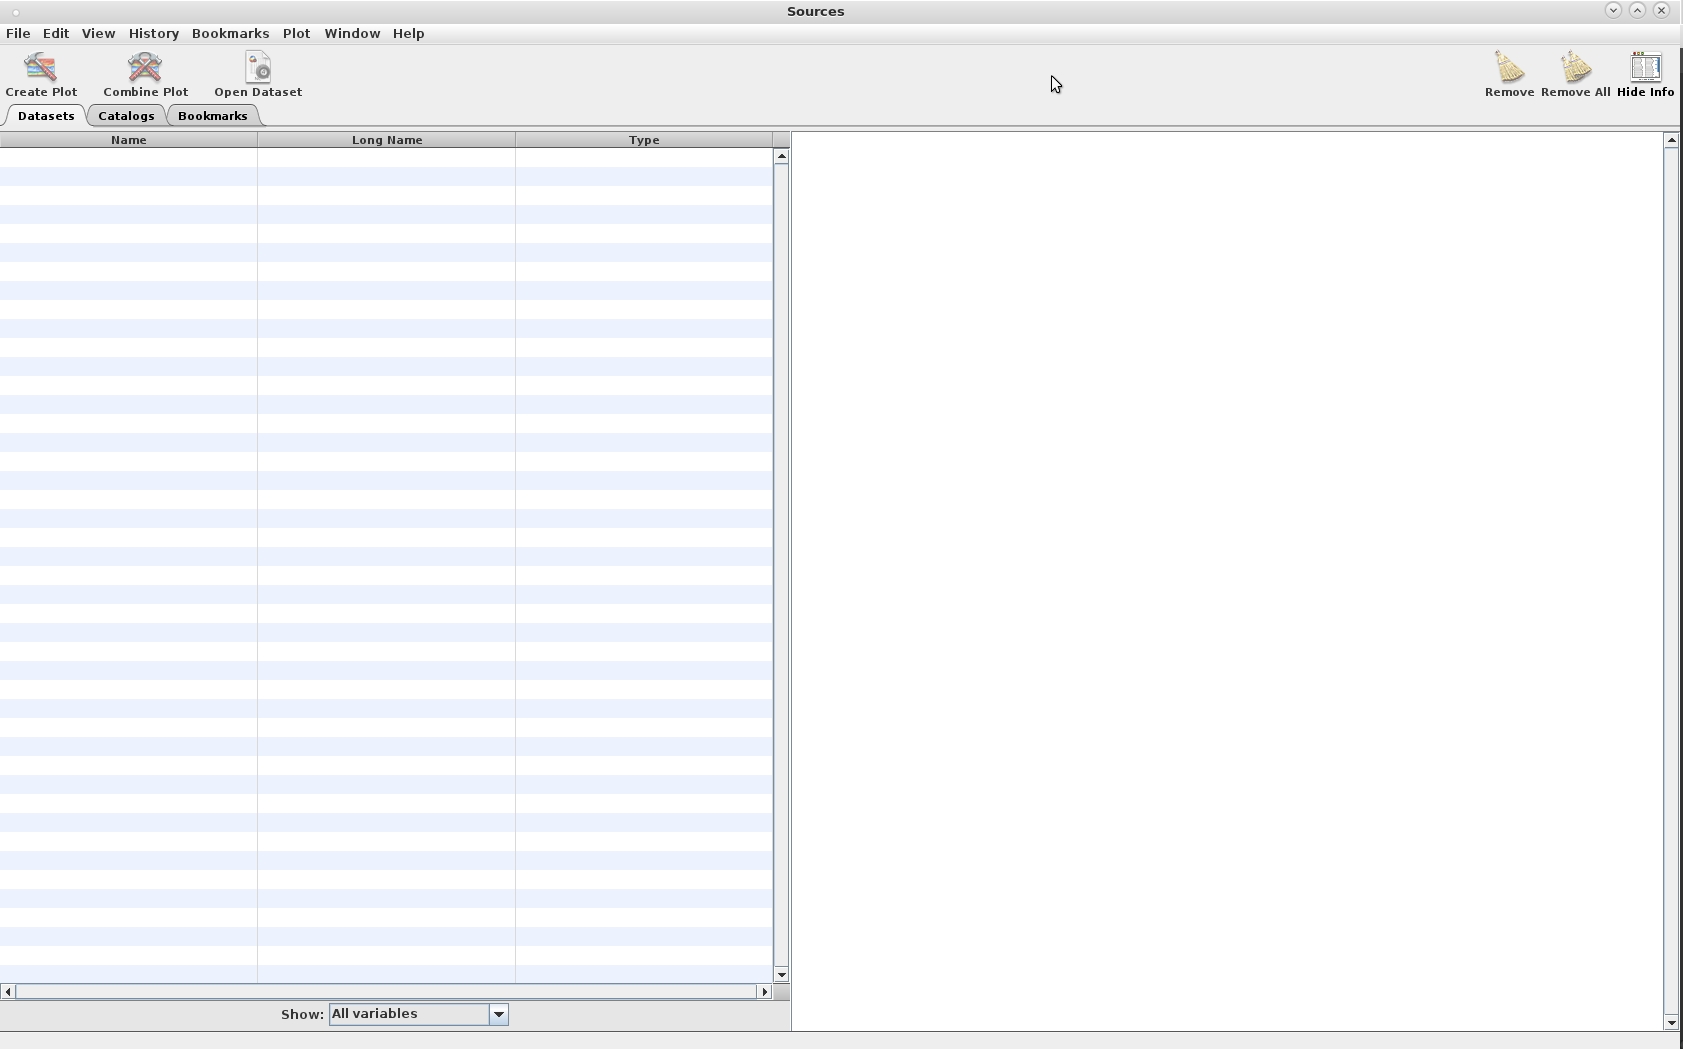 Sources
File Edit View History Bookmarks Plot Window Help
Create Plot Combine Plot Open Dataset Remove Remove All Hide Info
Datasets Catalogs Bookmarks
Name Long Name Type
Show: All variables